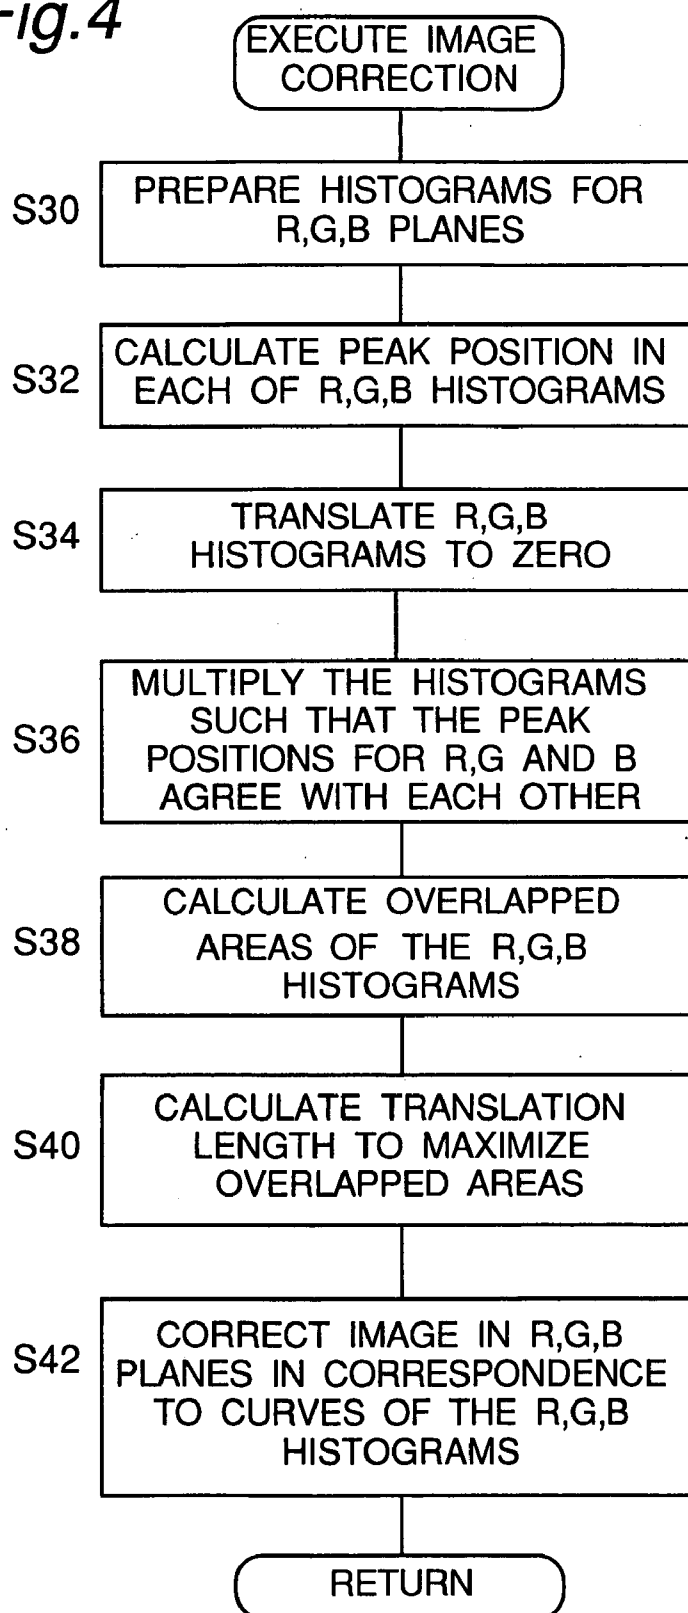 Fig.4
EXECUTE IMAGE
CORRECTION
S30
PREPARE HISTOGRAMS FOR
R,G,B PLANES
S32
CALCULATE PEAK POSITION IN
EACH OF R,G,B HISTOGRAMS
S34
TRANSLATE R,G,B
HISTOGRAMS TO ZERO
S36
MULTIPLY THE HISTOGRAMS
SUCH THAT THE PEAK
POSITIONS FOR R,G AND B
AGREE WITH EACH OTHER
S38
CALCULATE OVERLAPPED
AREAS OF THE R,G,B
HISTOGRAMS
S40
CALCULATE TRANSLATION
LENGTH TO MAXIMIZE
OVERLAPPED AREAS
S42
CORRECT IMAGE IN R,G,B
PLANES IN CORRESPONDENCE
TO CURVES OF THE R,G,B
HISTOGRAMS
RETURN